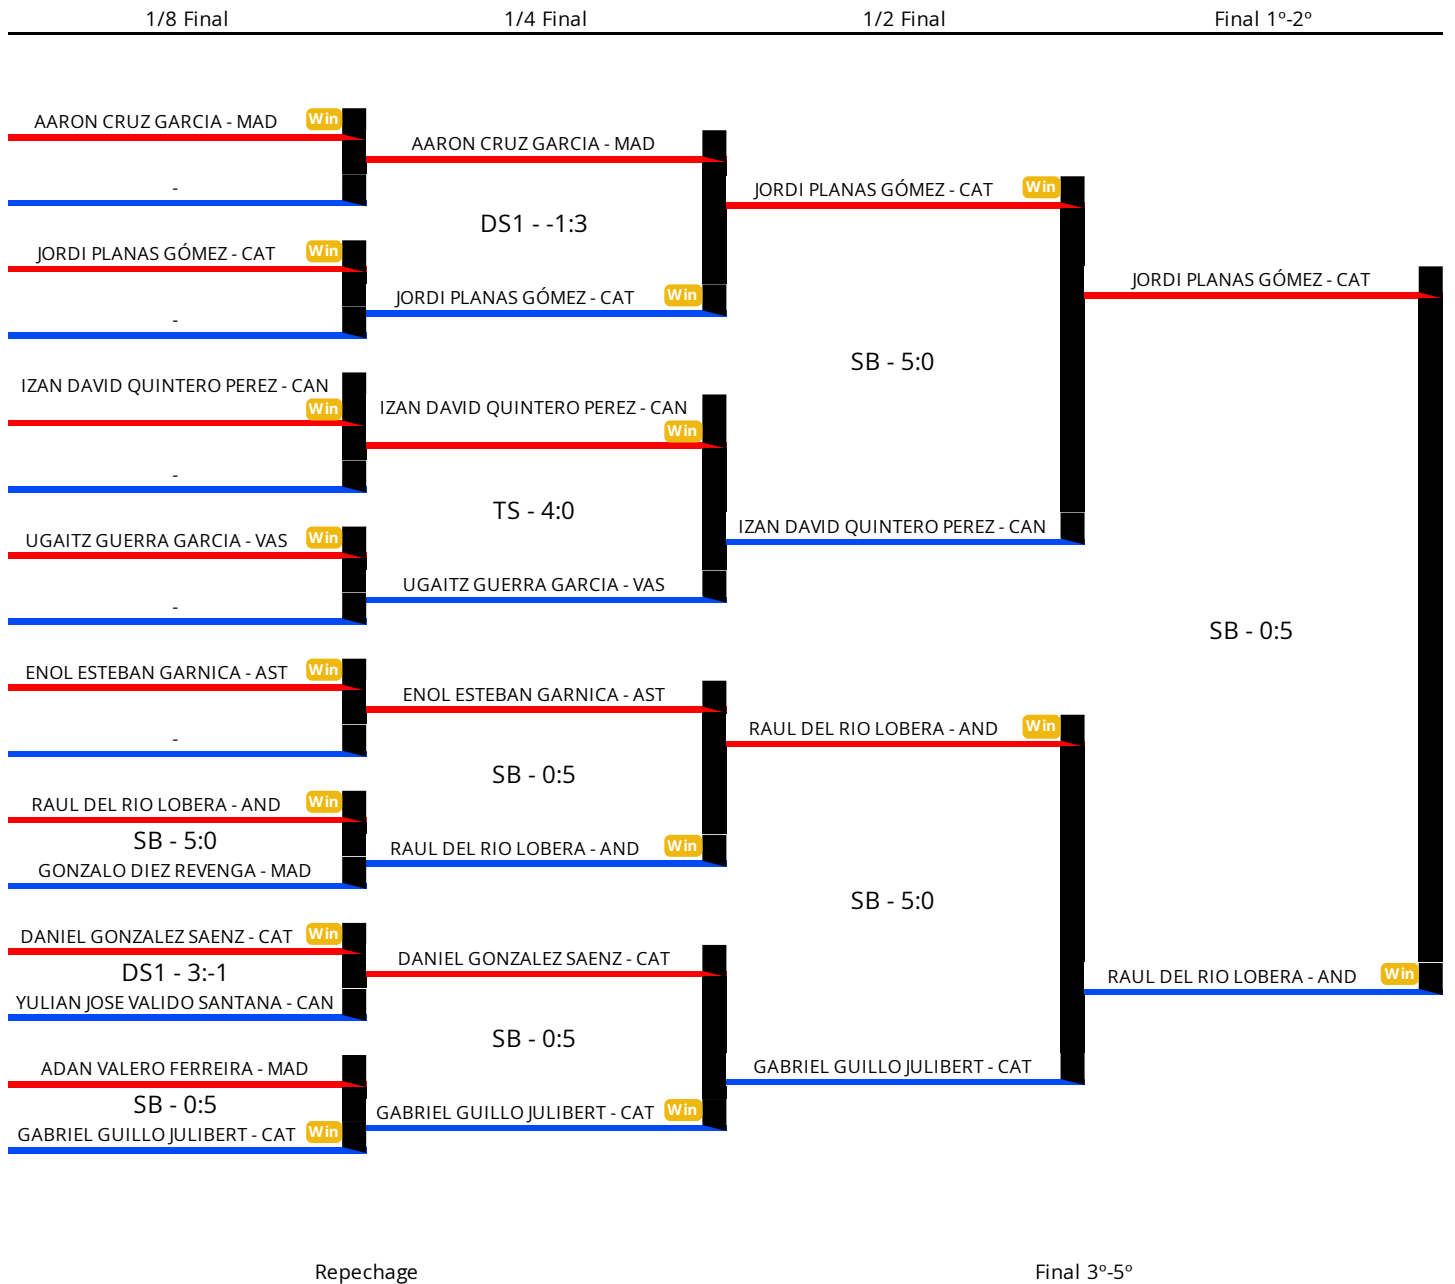 1/8 Final
1/4 Final
1/2 Final
Final 1º-2º
AARON CRUZ GARCIA - MAD Win
-
JORDI PLANAS GÓMEZ - CAT Win
-
IZAN DAVID QUINTERO PEREZ - CAN
Win
-
UGAITZ GUERRA GARCIA - VAS Win
-
ENOL ESTEBAN GARNICA - AST Win
-
RAUL DEL RIO LOBERA - AND Win
SB - 5:0
GONZALO DIEZ REVENGA - MAD
DANIEL GONZALEZ SAENZ - CAT Win
DS1 - 3:-1
YULIAN JOSE VALIDO SANTANA - CAN
ADAN VALERO FERREIRA - MAD
SB - 0:5
GABRIEL GUILLO JULIBERT - CAT Win
AARON CRUZ GARCIA - MAD
DS1 - -1:3
JORDI PLANAS GÓMEZ - CAT Win
IZAN DAVID QUINTERO PEREZ - CAN
Win
TS - 4:0
UGAITZ GUERRA GARCIA - VAS
ENOL ESTEBAN GARNICA - AST
SB - 0:5
RAUL DEL RIO LOBERA - AND Win
DANIEL GONZALEZ SAENZ - CAT
SB - 0:5
GABRIEL GUILLO JULIBERT - CAT Win
JORDI PLANAS GÓMEZ - CAT Win
SB - 5:0
IZAN DAVID QUINTERO PEREZ - CAN
RAUL DEL RIO LOBERA - AND Win
SB - 5:0
GABRIEL GUILLO JULIBERT - CAT
JORDI PLANAS GÓMEZ - CAT
SB - 0:5
RAUL DEL RIO LOBERA - AND Win
Repechage
Final 3º-5º